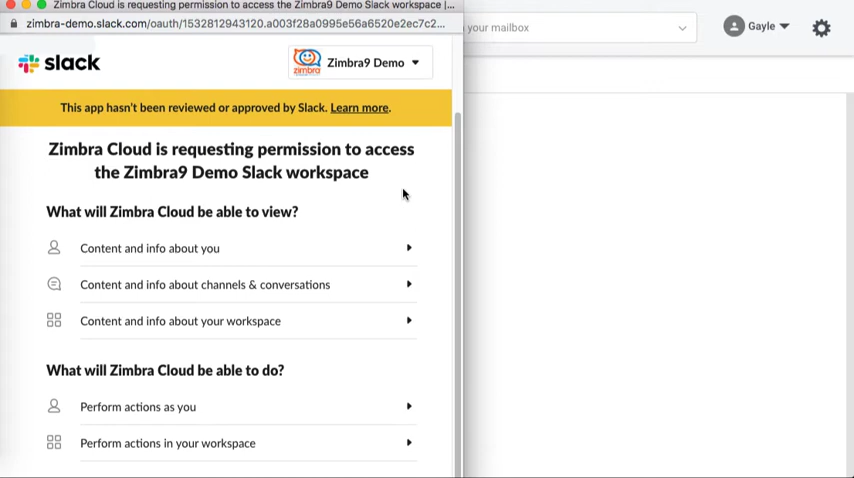 Zimbra Cloud is requesting permission to access the Zimbra9 Demo Slack workspace |...
zimbra-demo.slack.com/oauth/1532812943120.a003f28a0995e56a6520e2ec7c2...
your mailbox
Gayle
slack
zimbra
Zimbra9 Demo
This app hasn't been reviewed or approved by Slack. Learn more.
Zimbra Cloud is requesting permission to access
the Zimbra9 Demo Slack workspace
What will Zimbra Cloud be able to view?
Content and info about you
Content and info about channels & conversations
Content and info about your workspace
What will Zimbra Cloud be able to do?
Perform actions as you
Perform actions in your workspace